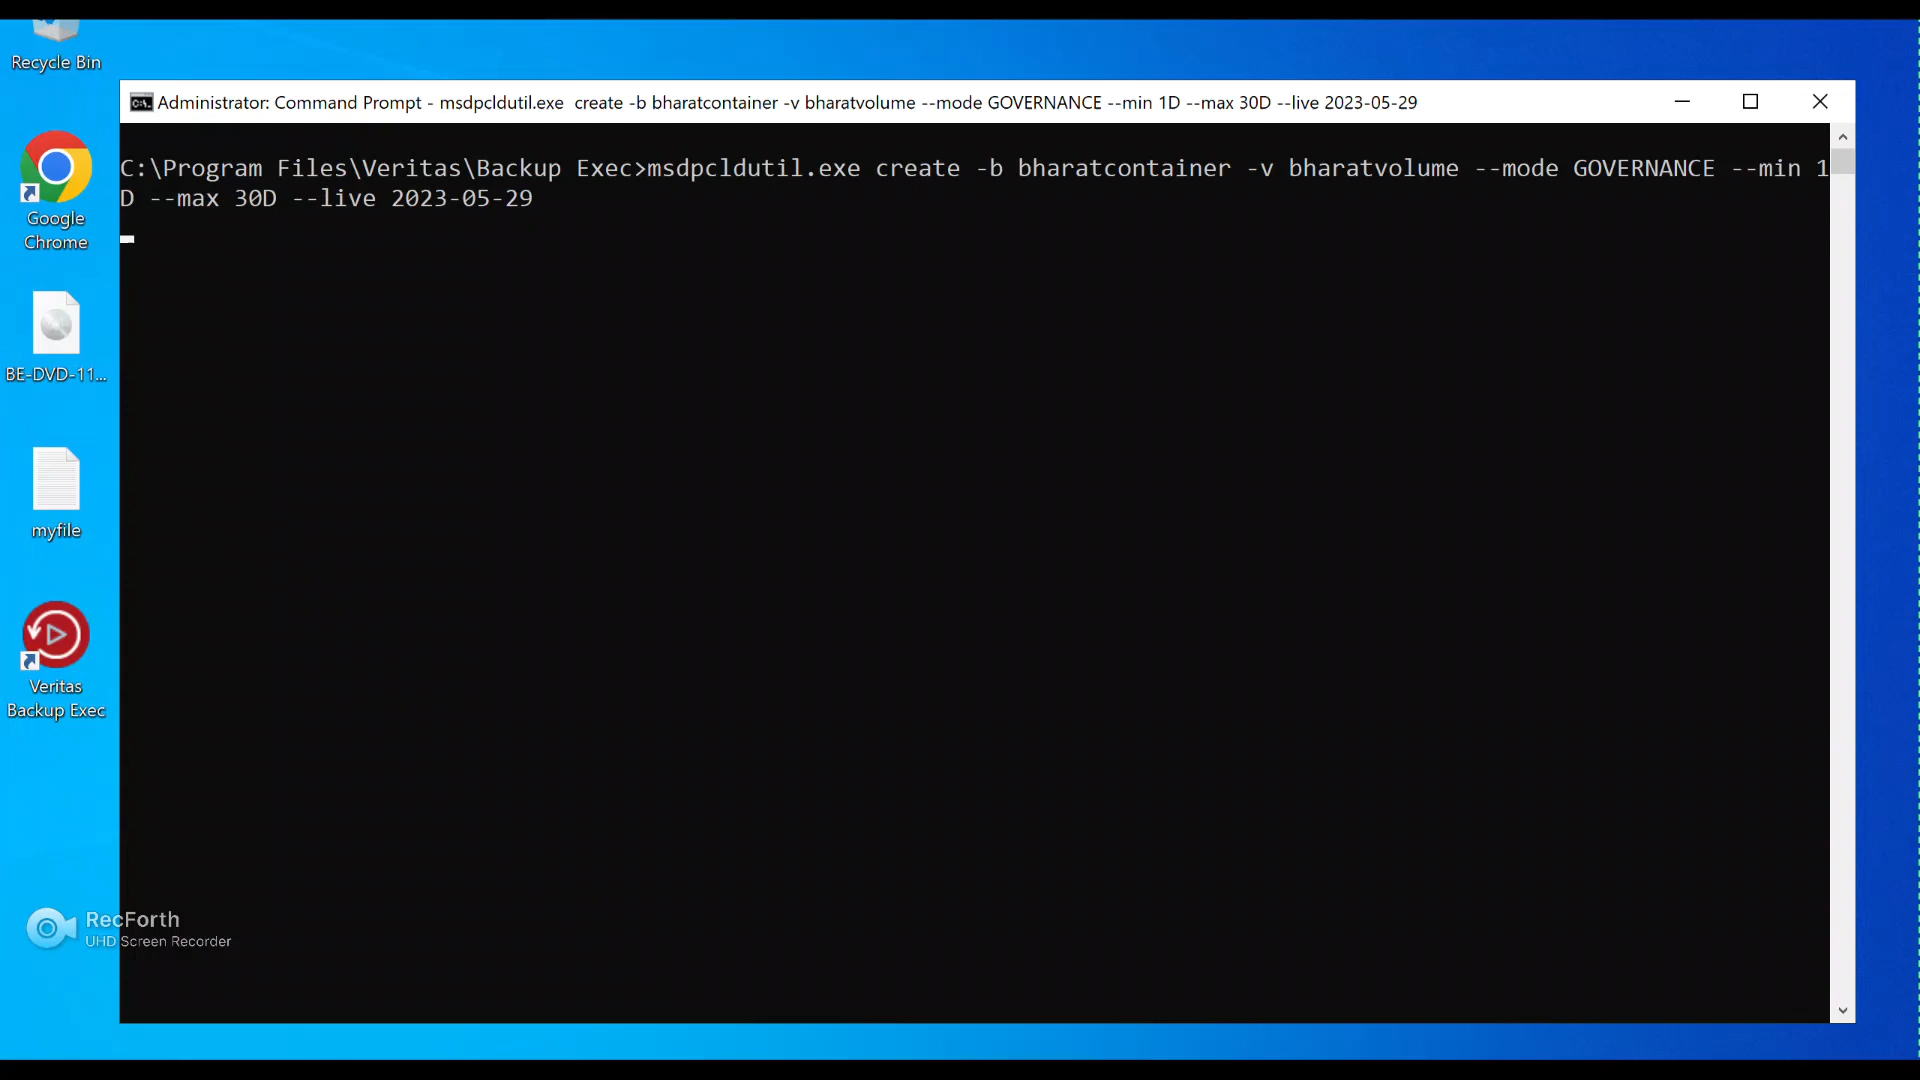 Recycle Bin
Administrator: Command Prompt - msdpcldutil.exe  create -b bharatcontainer -v bharatvolume --mode GOVERNANCE --min 1D --max 30D --live 2023-05-29
C:\Program Files\Veritas\Backup Exec>msdpcldutil.exe create -b bharatcontainer -v bharatvolume --mode GOVERNANCE --min 1
D --max 30D --live 2023-05-29
Google
Chrome
BE-DVD-11...
myfile
Veritas
Backup Exec
RecForth
UHD Screen Recorder